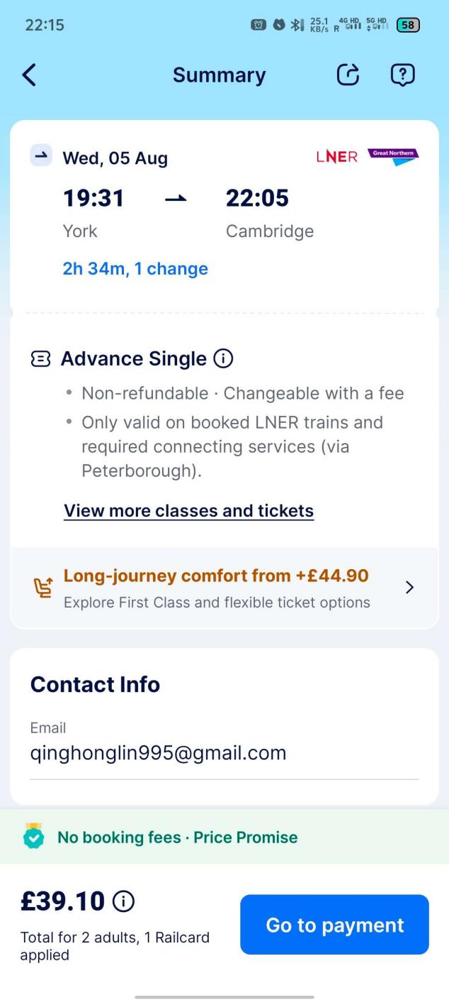 22:15
25.1 KB/s R 4G HD 5G HD 58
Summary
Wed, 05 Aug LNER Great Northern
19:31 22:05
York Cambridge
2h 34m, 1 change
Advance Single
• Non-refundable · Changeable with a fee
• Only valid on booked LNER trains and
required connecting services (via
Peterborough).
View more classes and tickets
Long-journey comfort from +£44.90
Explore First Class and flexible ticket options
Contact Info
Email
qinghonglin995@gmail.com
No booking fees · Price Promise
£39.10
Total for 2 adults, 1 Railcard
applied
Go to payment